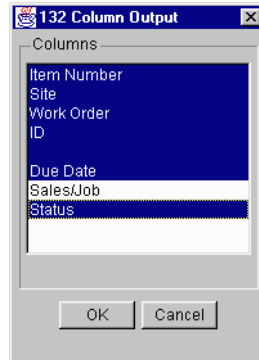 132 Column Output
Columns
Item Number
Site
Work Order
ID
Due Date
Sales/Job
Status
OK
Cancel